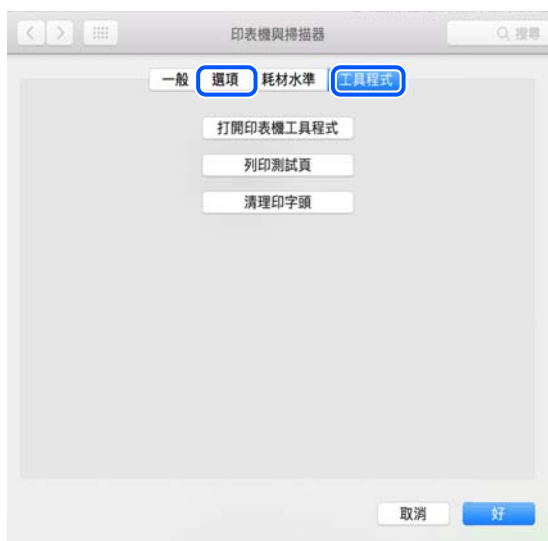 印表機與掃描器
搜尋
一般 選項 耗材水準 工具程式
打開印表機工具程式
列印測試頁
清理印字頭
取消 好